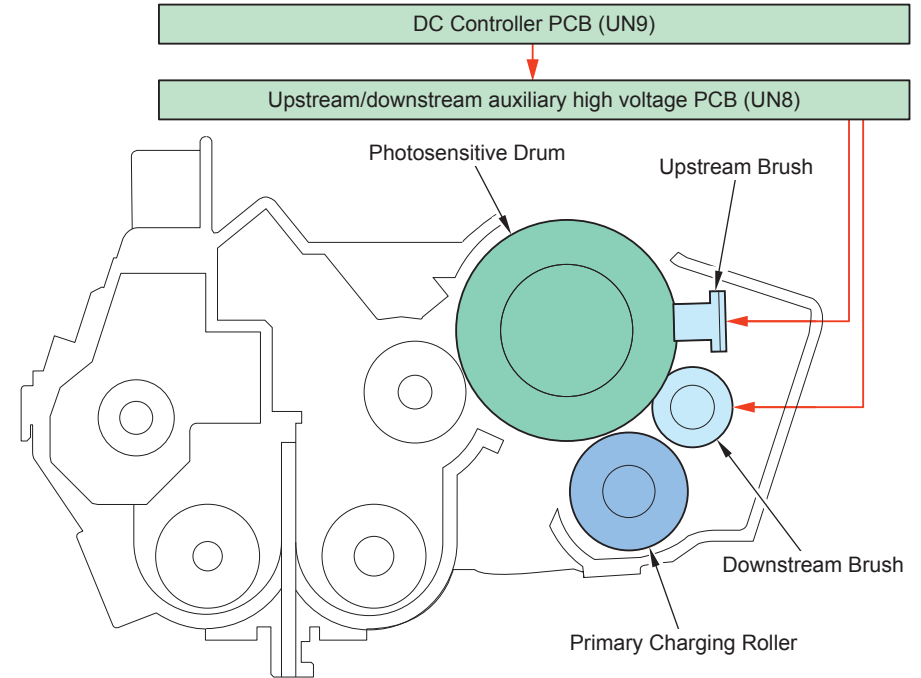 DC Controller PCB (UN9)
Upstream/downstream auxiliary high voltage PCB (UN8)
Photosensitive Drum
Upstream Brush
Downstream Brush
Primary Charging Roller